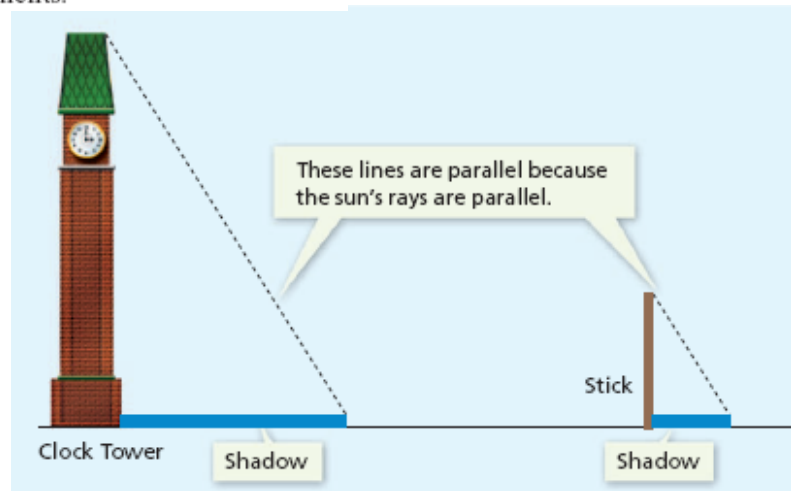 These lines are parallel because
the sun's rays are parallel.
Stick
Clock Tower
Shadow
Shadow